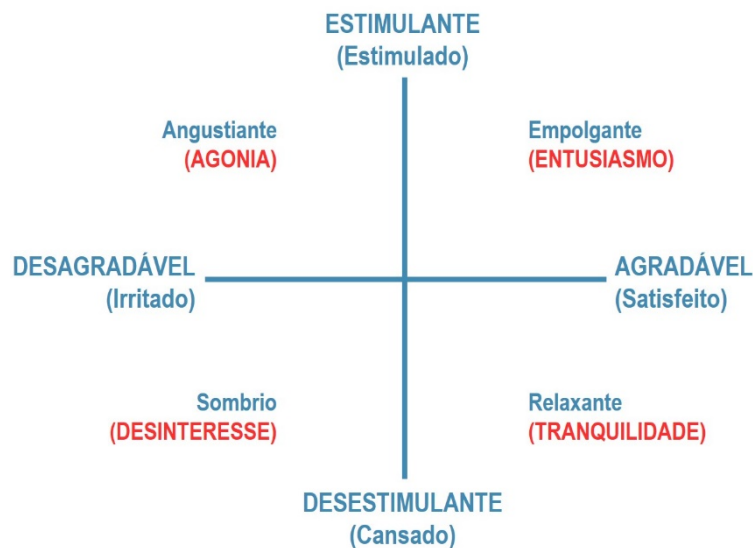 ESTIMULANTE
(Estimulado)
Angustiante
(AGONIA)
Empolgante
(ENTUSIASMO)
DESAGRADÁVEL
(Irritado)
AGRADÁVEL
(Satisfeito)
Sombrio
(DESINTERESSE)
Relaxante
(TRANQUILIDADE)
DESESTIMULANTE
(Cansado)